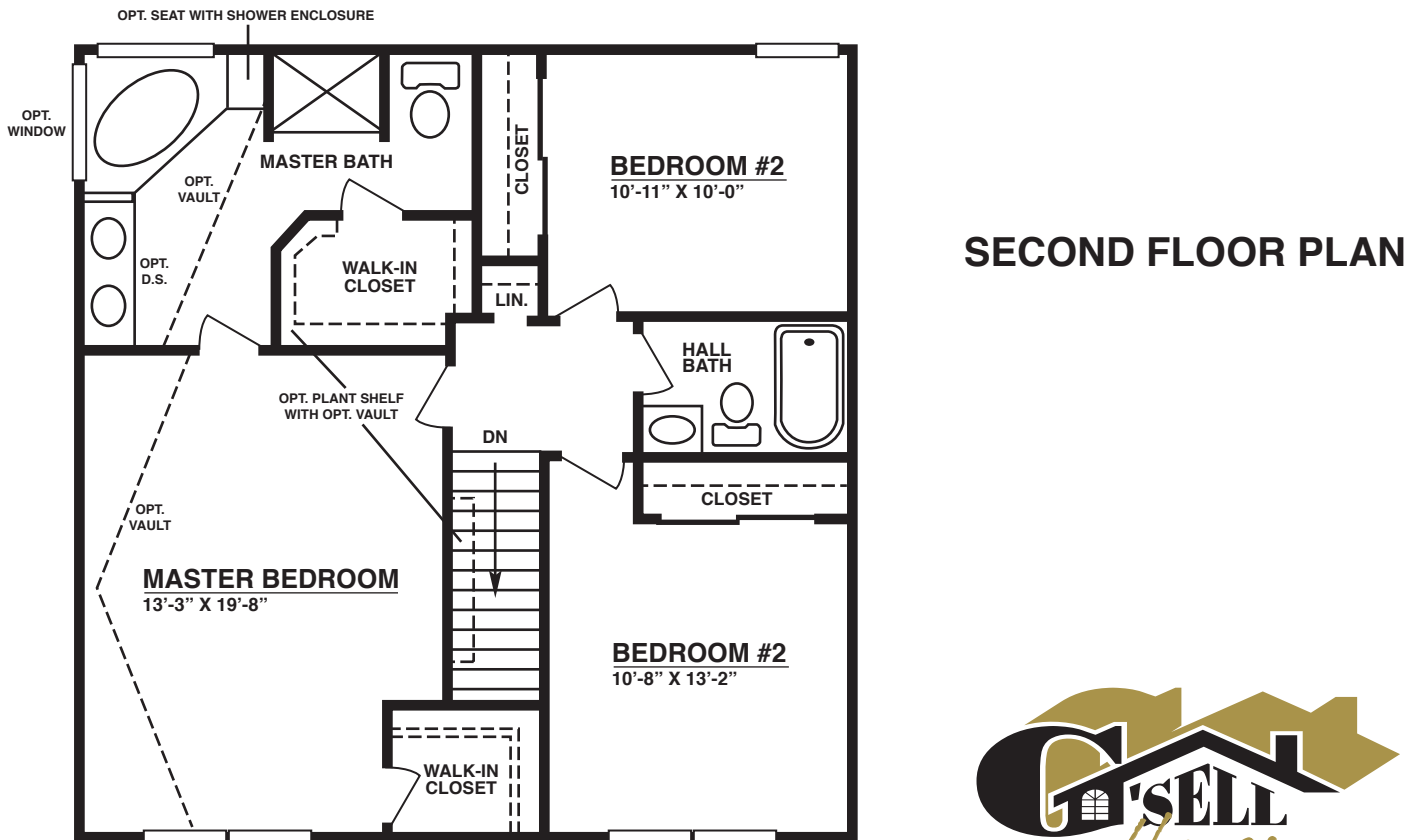 OPT. SEAT WITH SHOWER ENCLOSURE
OPT.
WINDOW
MASTER BATH
OPT.
VAULT
OPT.
D.S.
WALK-IN
CLOSET
CLOSET
LIN.
BEDROOM #2
10’-11” X 10’-0”
SECOND FLOOR PLAN
HALL
BATH
OPT. PLANT SHELF
WITH OPT. VAULT
DN
CLOSET
OPT.
VAULT
MASTER BEDROOM
13’-3” X 19’-8”
BEDROOM #2
10’-8” X 13’-2”
WALK-IN
CLOSET
G'SELL